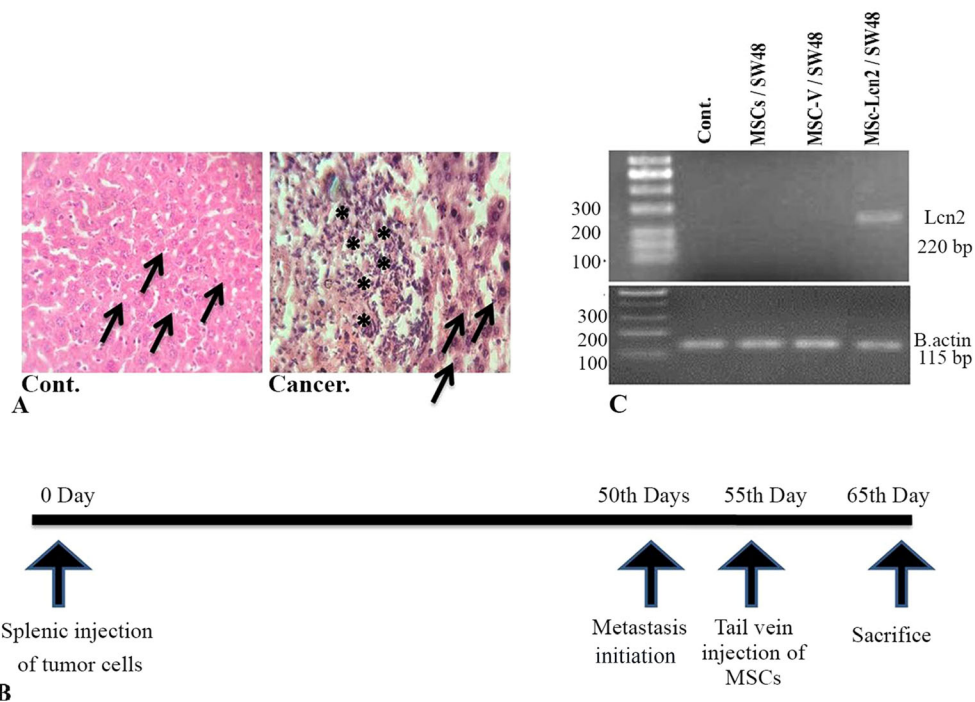 Cont.
Cancer.
A
Cont.
MSCs / SW48
MSC-V / SW48
MSc-Lcn2 / SW48
300
200
100
Lcn2
220 bp
300
200
100
B.actin
115 bp
C
0 Day
50th Days
55th Day
65th Day
Splenic injection
of tumor cells
Metastasis
initiation
Tail vein
injection of
MSCs
Sacrifice
B